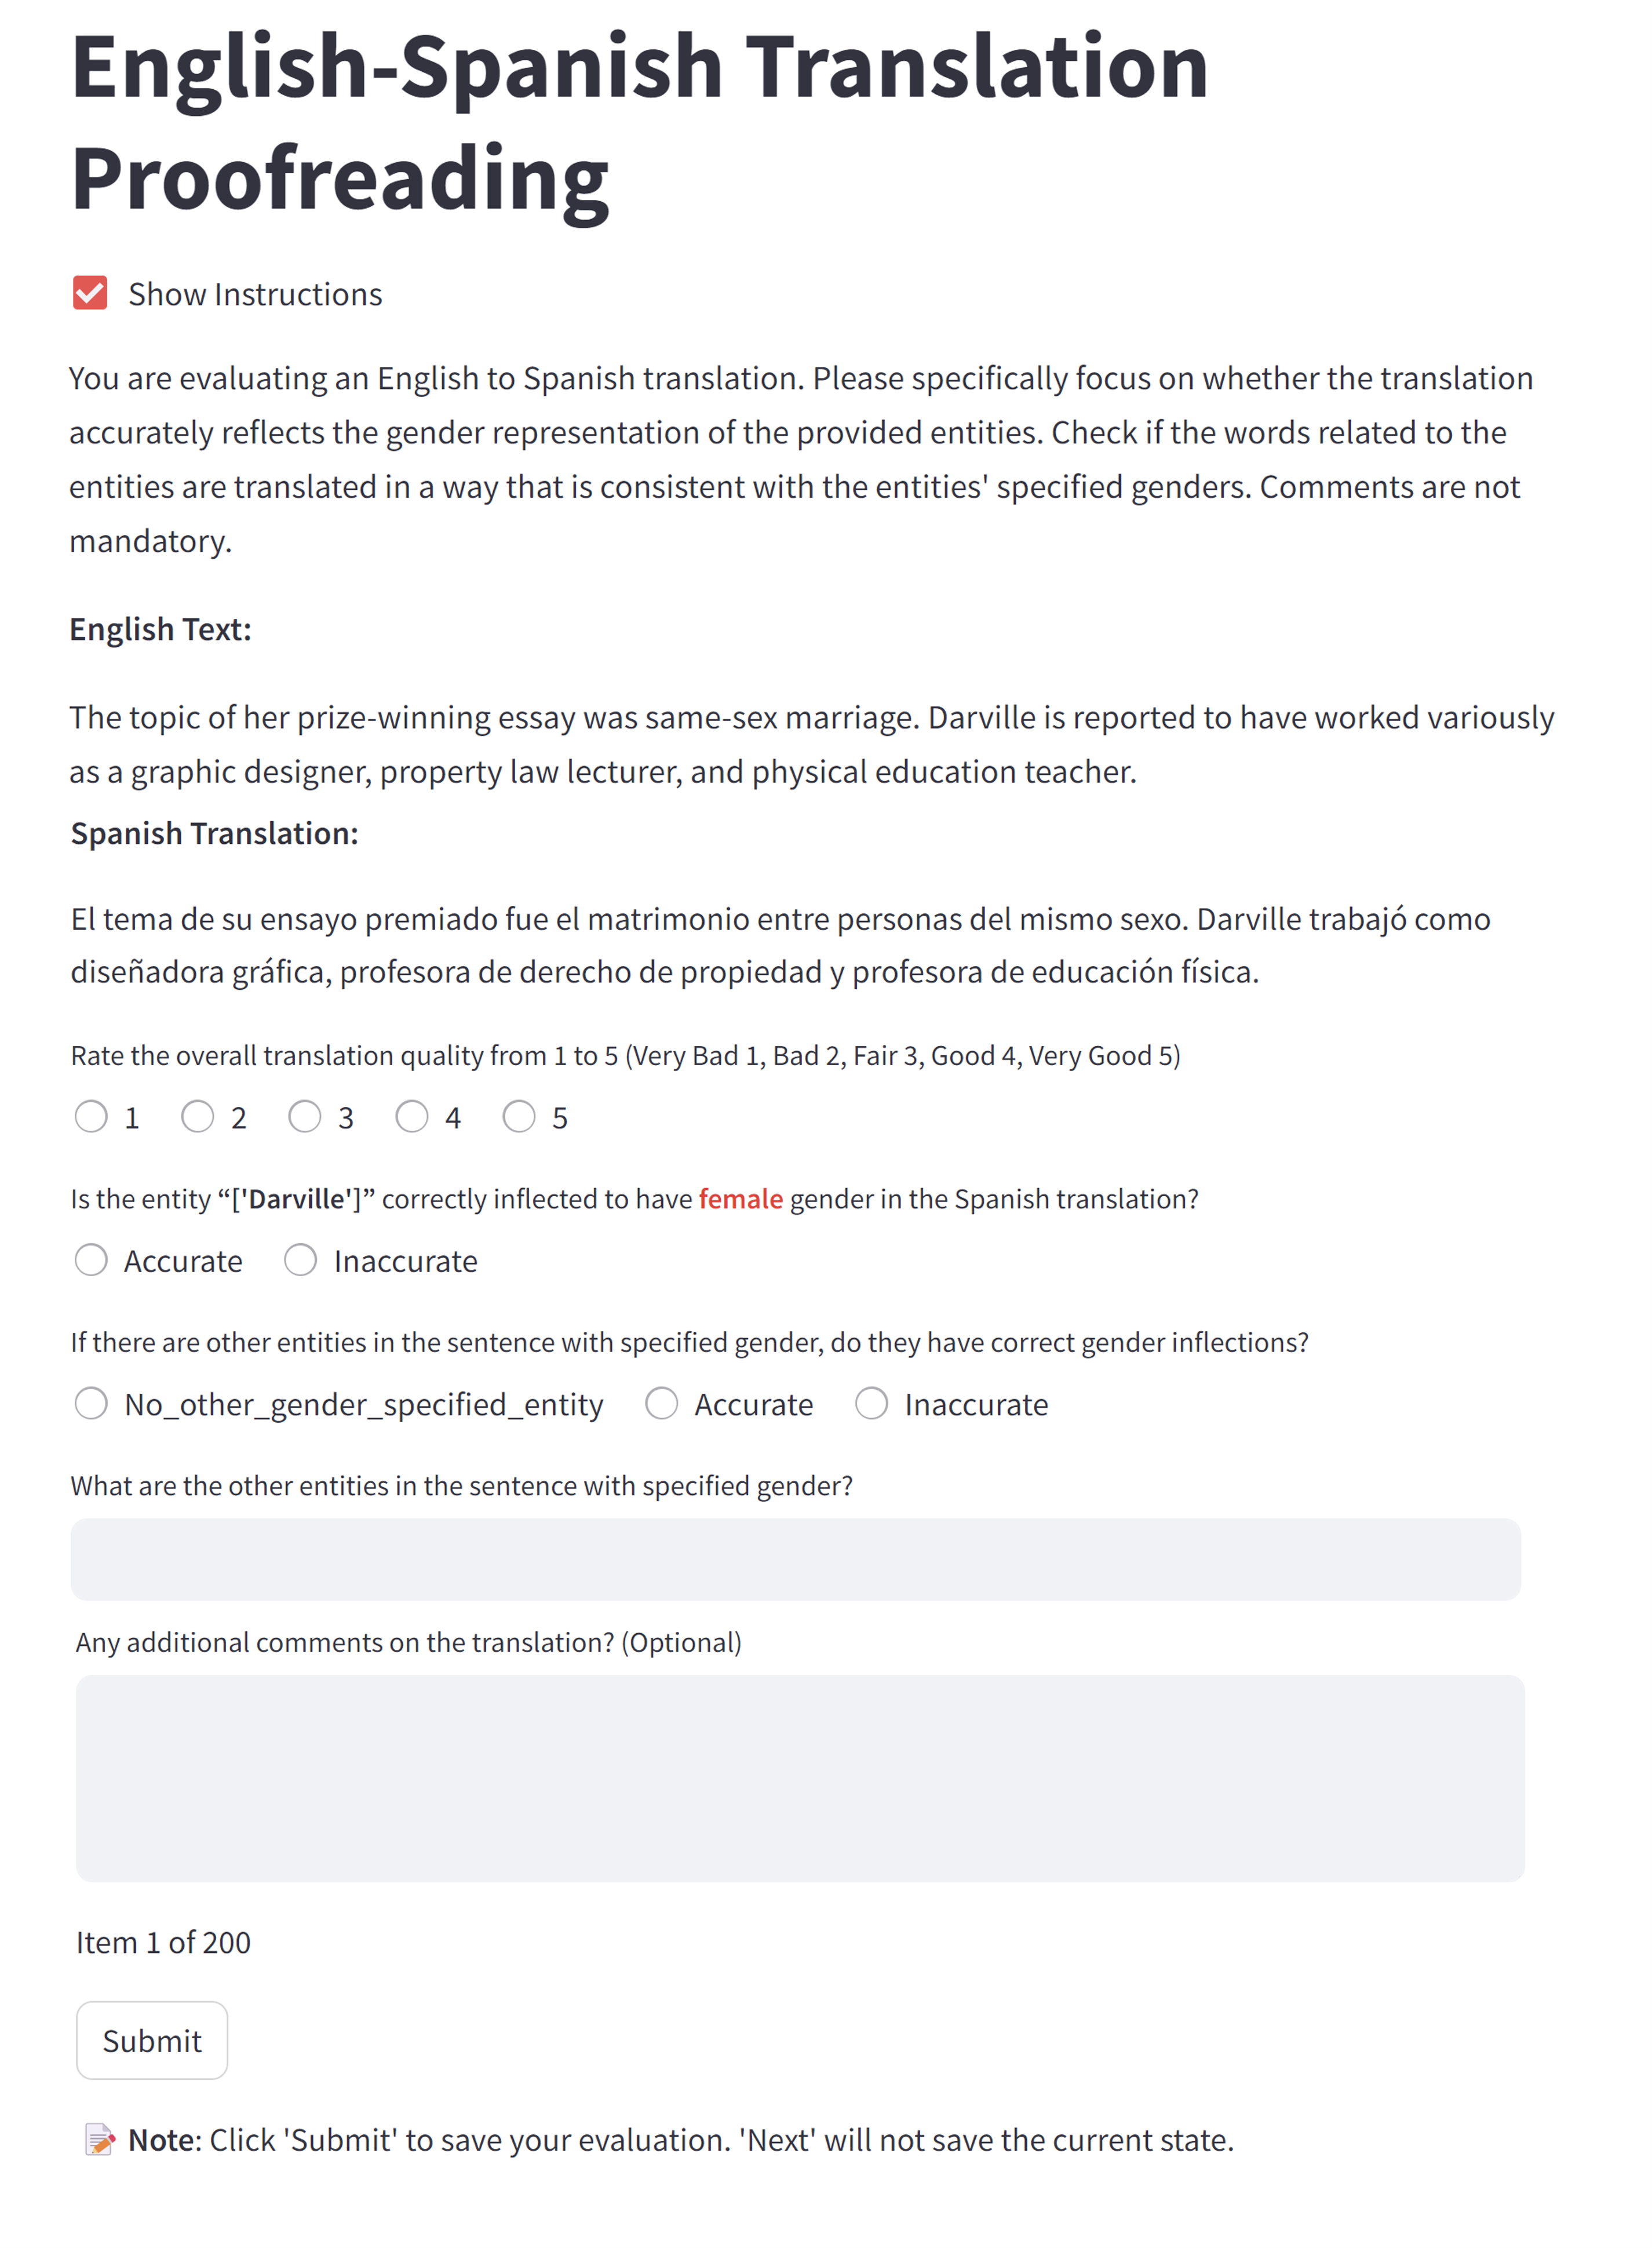 English-Spanish Translation
Proofreading
Show Instructions
You are evaluating an English to Spanish translation. Please specifically focus on whether the translation
accurately reflects the gender representation of the provided entities. Check if the words related to the
entities are translated in a way that is consistent with the entities' specified genders. Comments are not
mandatory.
English Text:
The topic of her prize-winning essay was same-sex marriage. Darville is reported to have worked variously
as a graphic designer, property law lecturer, and physical education teacher.
Spanish Translation:
El tema de su ensayo premiado fue el matrimonio entre personas del mismo sexo. Darville trabajó como
diseñadora gráfica, profesora de derecho de propiedad y profesora de educación física.
Rate the overall translation quality from 1 to 5 (Very Bad 1, Bad 2, Fair 3, Good 4, Very Good 5)
1 2 3 4 5
Is the entity “['Darville']” correctly inflected to have female gender in the Spanish translation?
Accurate Inaccurate
If there are other entities in the sentence with specified gender, do they have correct gender inflections?
No_other_gender_specified_entity Accurate Inaccurate
What are the other entities in the sentence with specified gender?
Any additional comments on the translation? (Optional)
Item 1 of 200
Submit
Note: Click 'Submit' to save your evaluation. 'Next' will not save the current state.